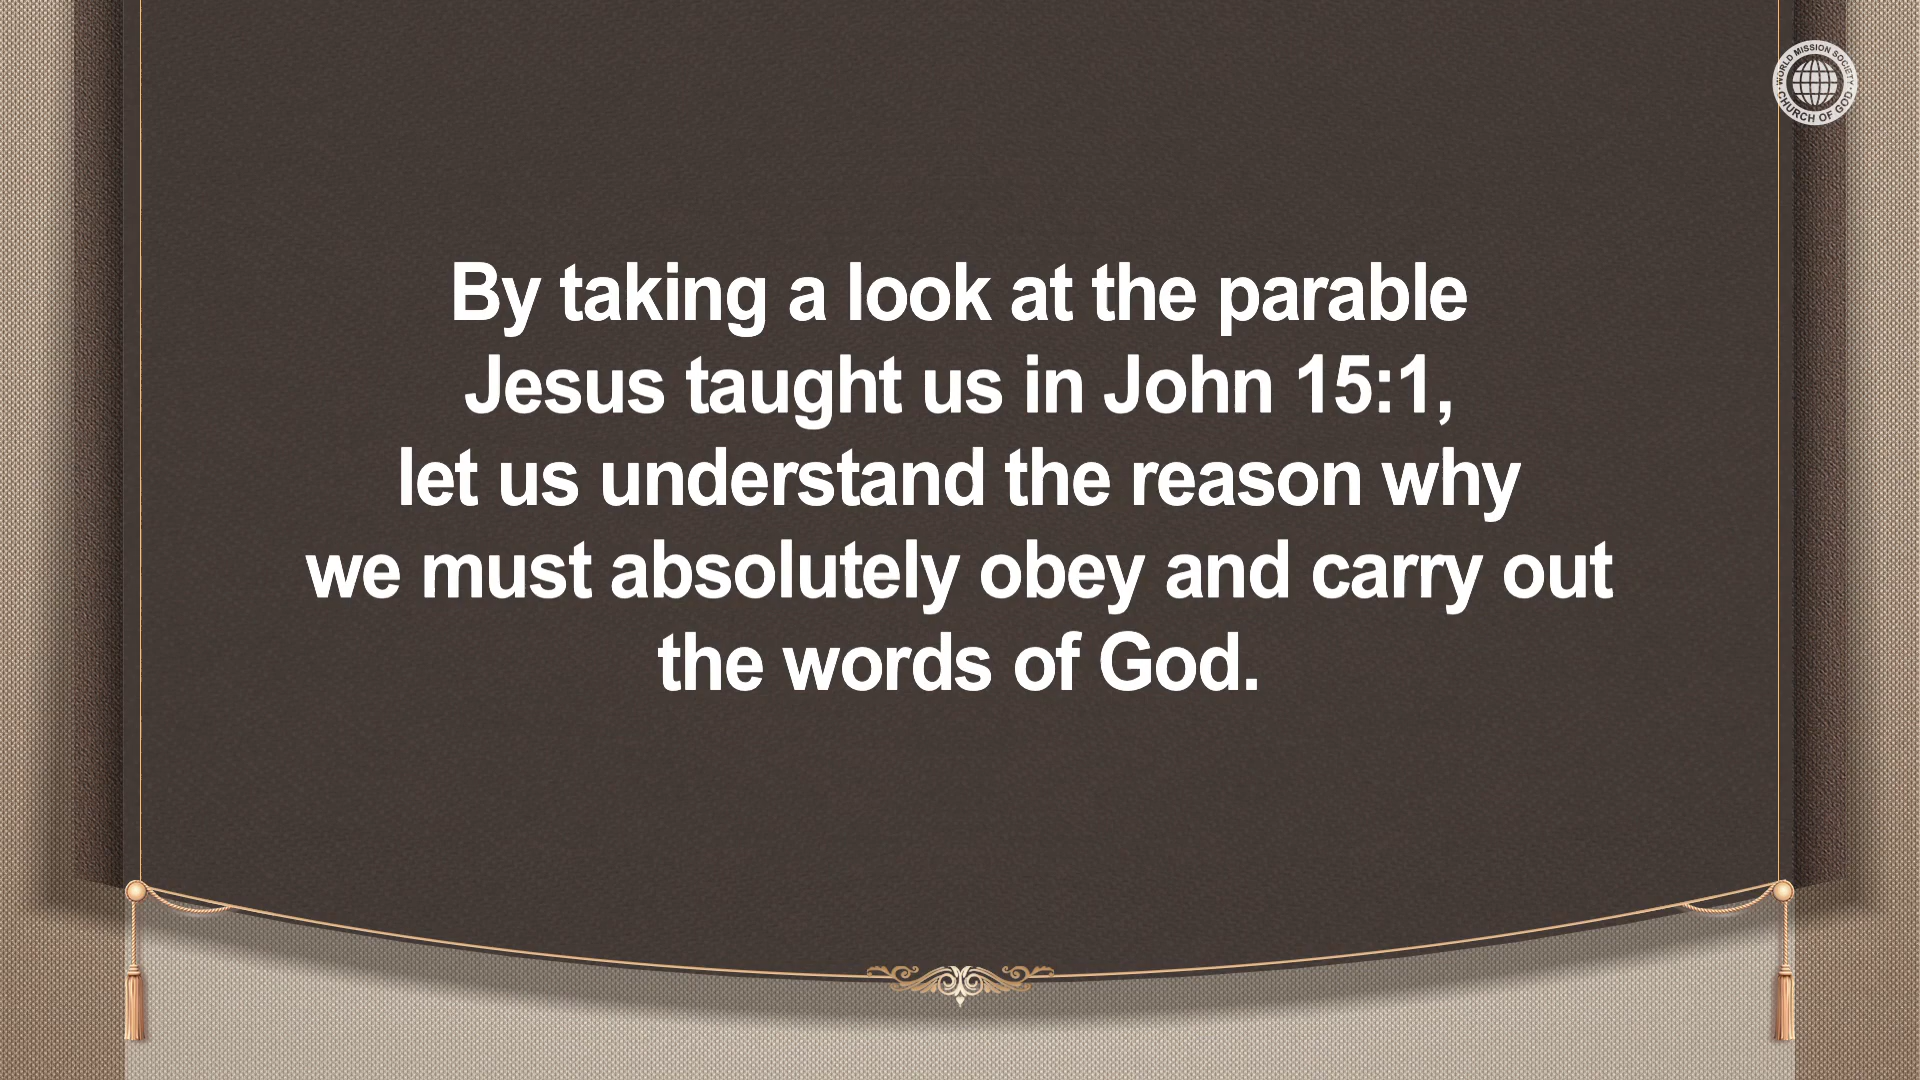 WORLD MISSION SOCIETY
CHURCH OF GOD
By taking a look at the parable
Jesus taught us in John 15:1,
let us understand the reason why
we must absolutely obey and carry out
the words of God.